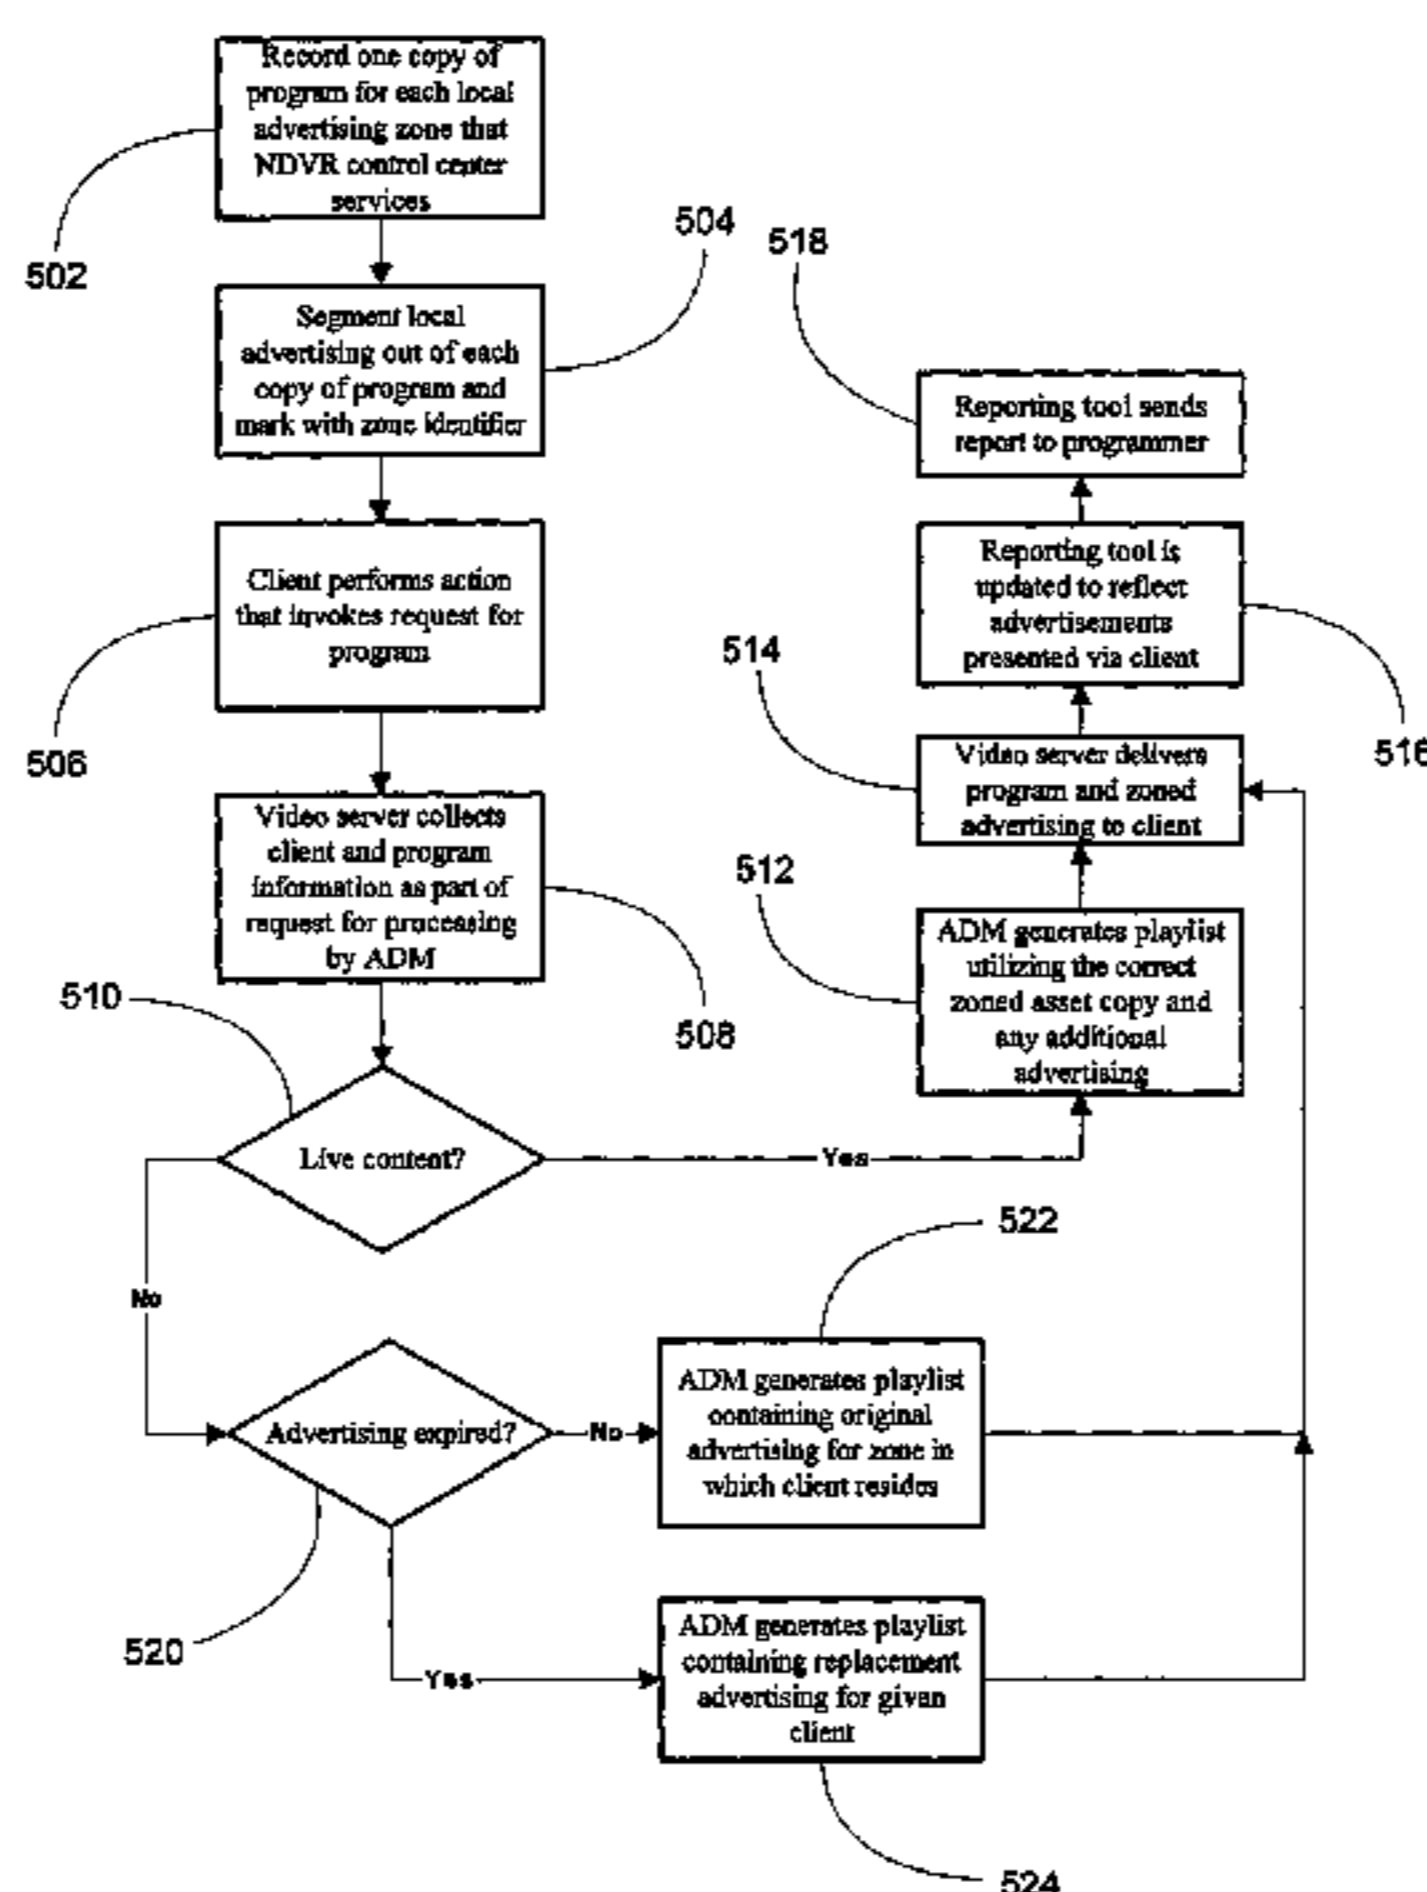 Record one copy of
program for each local
advertising zone that
NDVR control center
services
502
Segment local
advertising out of each
copy of program and
mark with zone identifier
504
Client performs action
that invokes request for
program
506
Video server collects
client and program
information as part of
request for processing
by ADM
508
510
Live content?
Yes
No
518
Reporting tool sends
report to programmer
Reporting tool is
updated to reflect
advertisements
presented via client
516
514
Video server delivers
program and zoned
advertising to client
512
ADM generates playlist
utilizing the correct
zoned asset copy and
any additional
advertising
522
Advertising expired?
No
ADM generates playlist
containing original
advertising for zone in
which client resides
520
Yes
ADM generates playlist
containing replacement
advertising for given
client
524